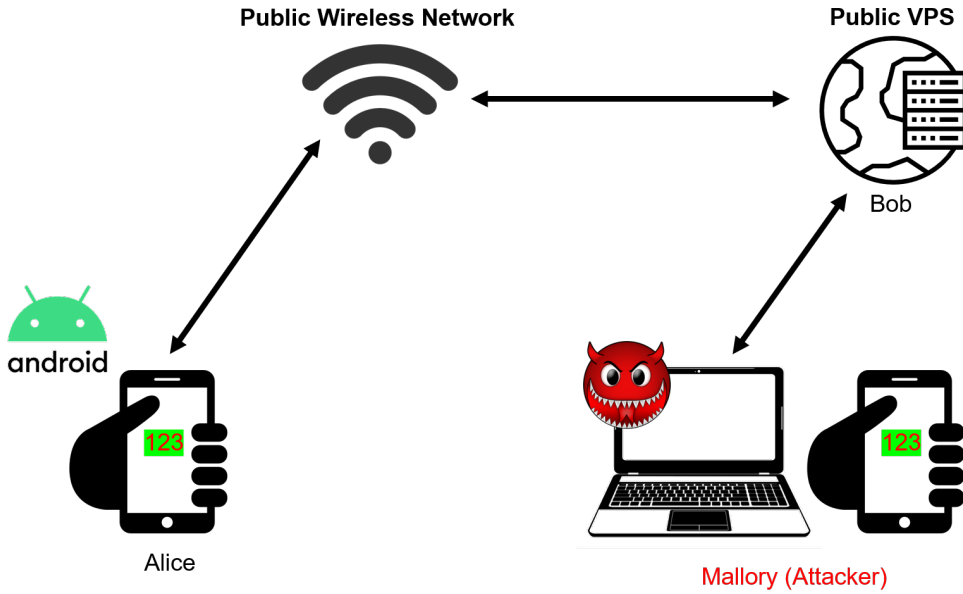 Public Wireless Network
Public VPS
Bob
android
123
123
Alice
Mallory (Attacker)